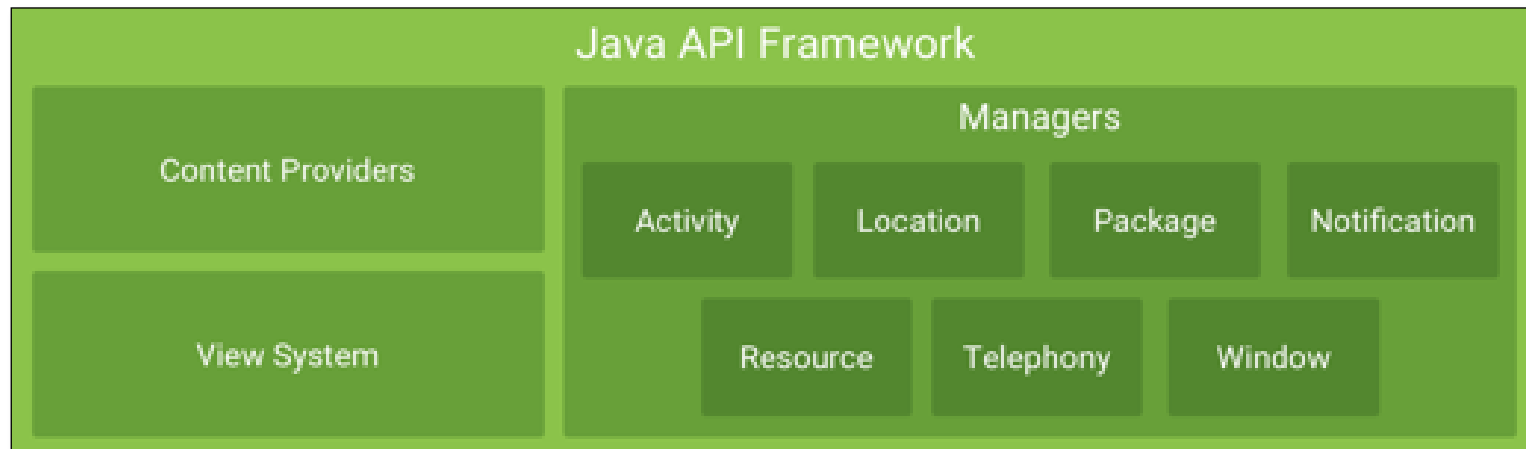 Java API Framework
Content Providers
View System
Managers
Activity
Location
Package
Notification
Resource
Telephony
Window